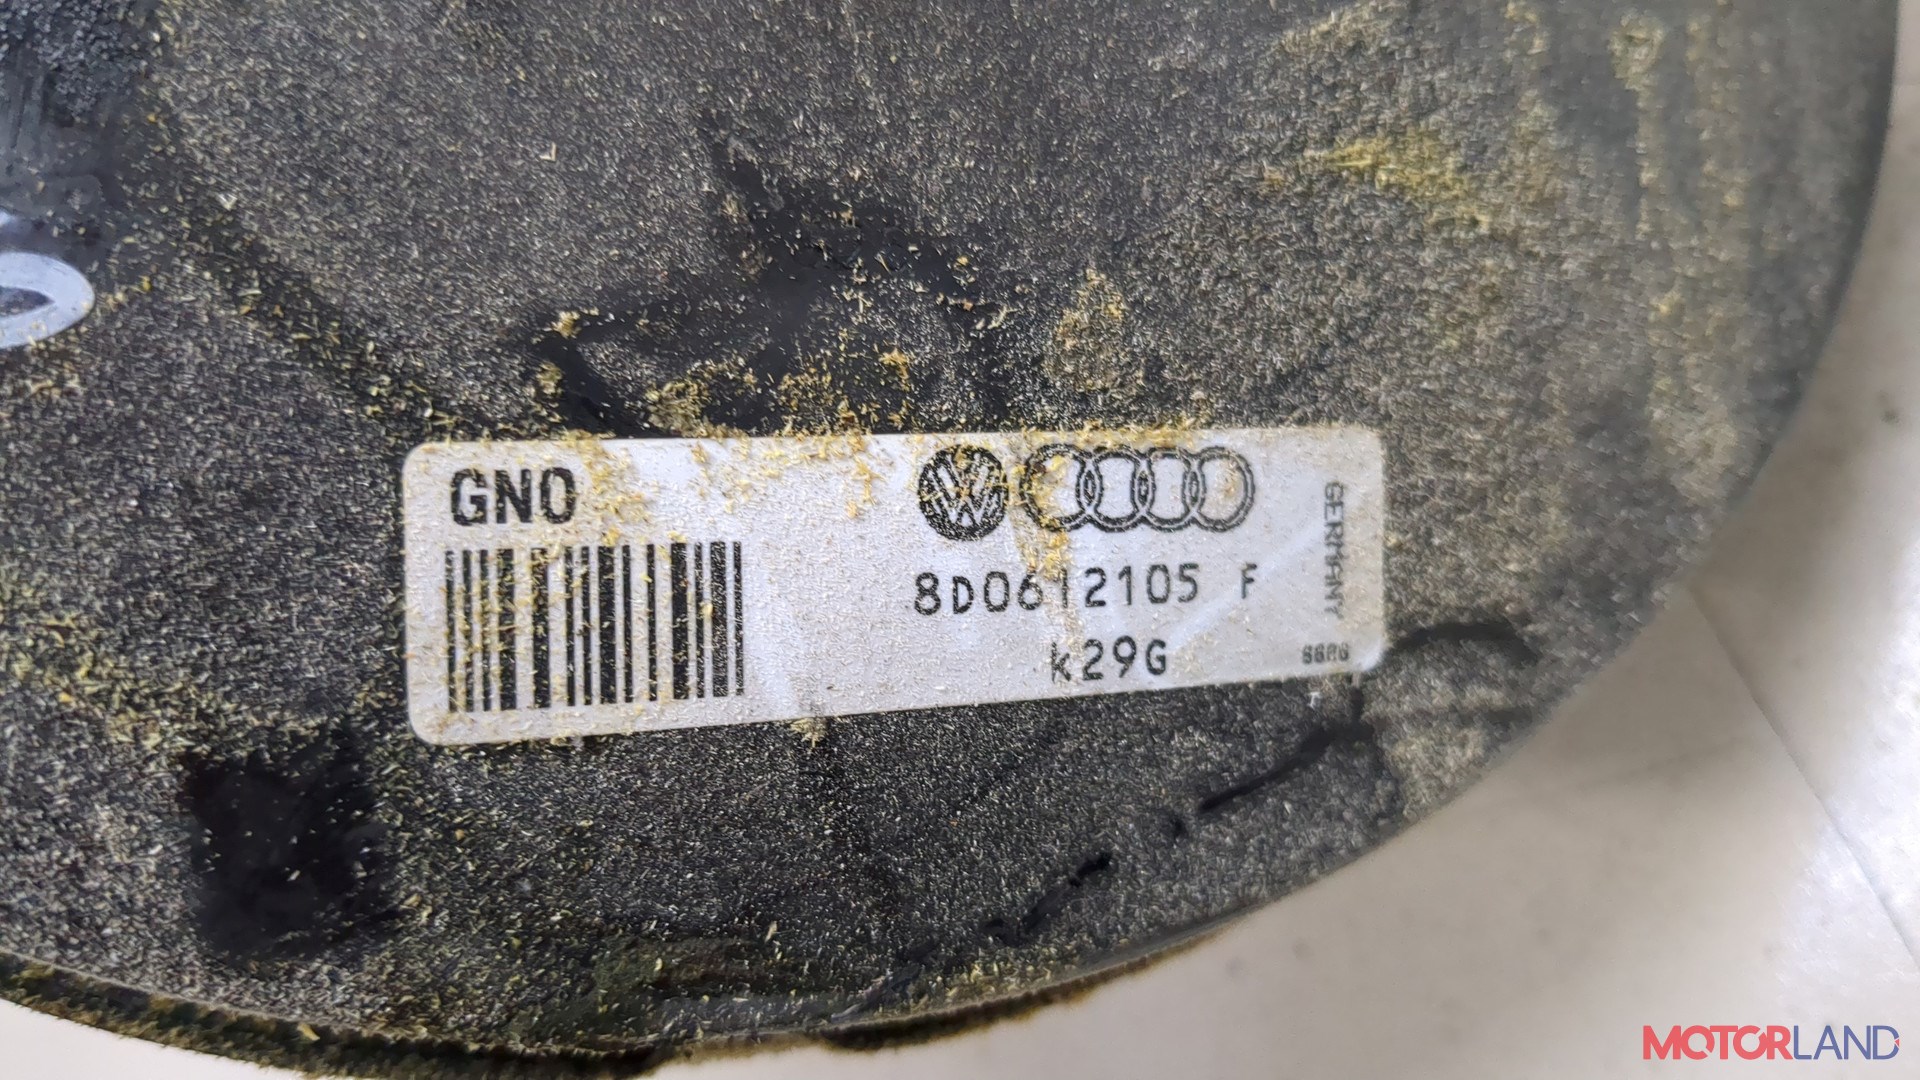 GNO
8D0612105 F
k29G
GERMANY
MOTORLAND